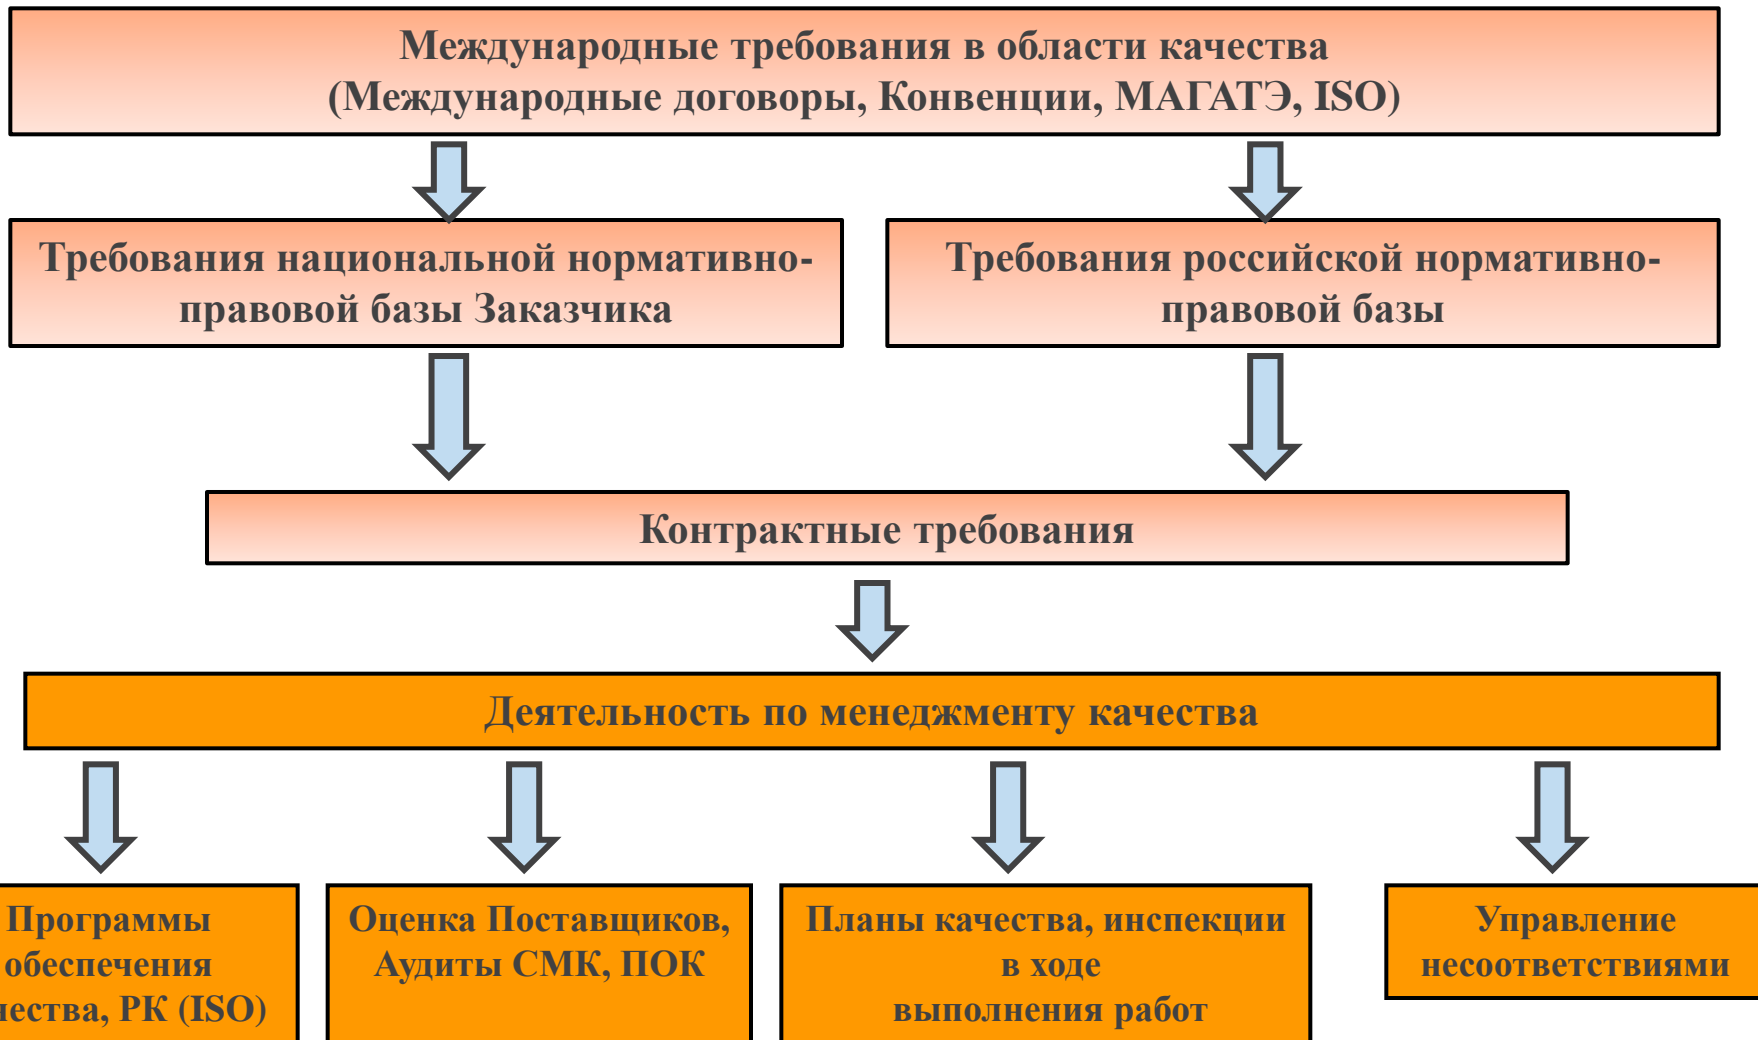 Международные требования в области качества
(Международные договоры, Конвенции, МАГАТЭ, ISO)
Требования национальной нормативно-
правовой базы Заказчика
Требования российской нормативно-
правовой базы
Контрактные требования
Деятельность по менеджменту качества
Программы
обеспечения
чества, РК (ISO)
Оценка Поставщиков,
Аудиты СМК, ПОК
Планы качества, инспекции
в ходе
выполнения работ
Управление
несоответствиями